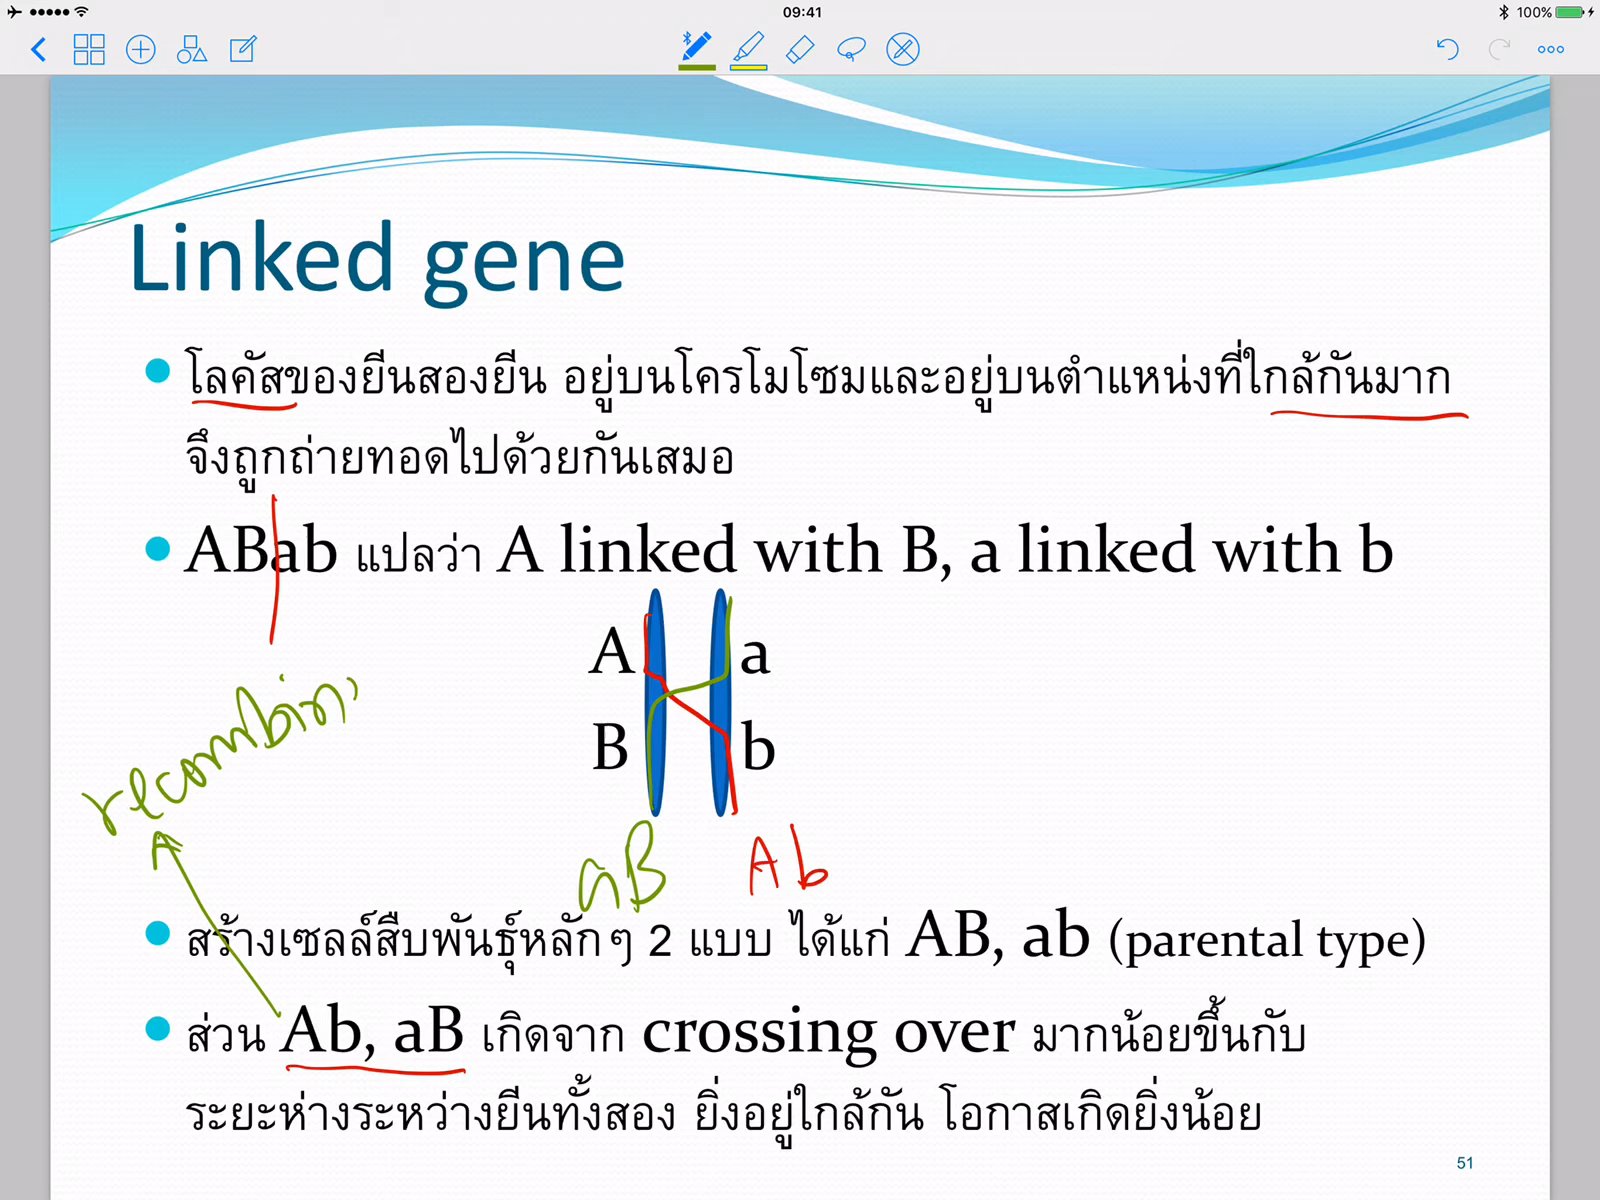 09:41
100%
Linked gene
โลคัสของยีนสองยีน อยู่บนโครโมโซมและอยู่บนตำแหน่งที่ใกล้กันมาก
จึงถูกถ่ายทอดไปด้วยกันเสมอ
ABab แปลว่า A linked with B, a linked with b
A a
B b
recombin
aB Ab
สร้างเซลล์สืบพันธุ์หลักๆ 2 แบบ ได้แก่ AB, ab (parental type)
ส่วน Ab, aB เกิดจาก crossing over มากน้อยขึ้นกับ
ระยะห่างระหว่างยีนทั้งสอง ยิ่งอยู่ใกล้กัน โอกาสเกิดยิ่งน้อย
51